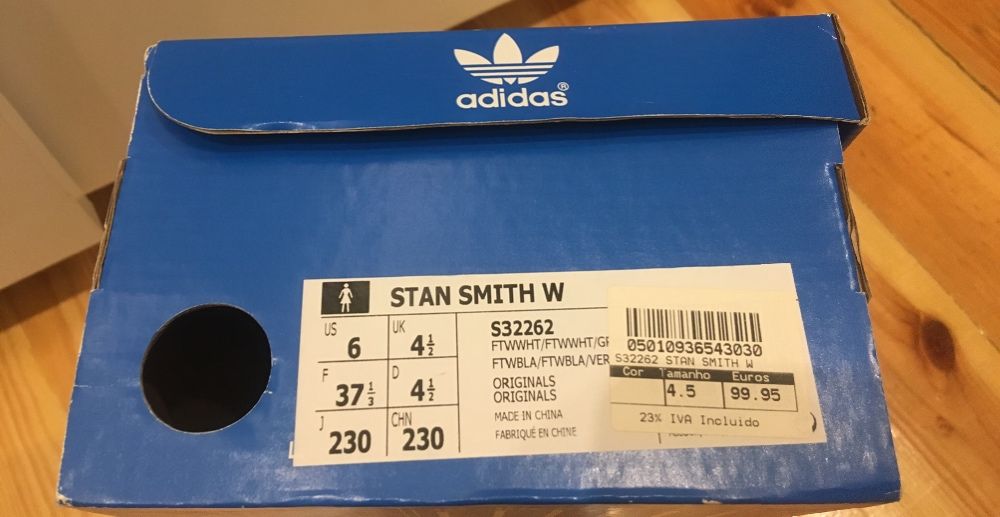 adidas®
STAN SMITH W
US 6
UK 4½
F 37⅓
D 4½
J 230
CHN 230
S32262
FTWWHT/FTWWHT/GR
FTWBLA/FTWBLA/VER
ORIGINALS
ORIGINALS
MADE IN CHINA
FABRIQUÉ EN CHINE
05010936543030
S32262 STAN SMITH W
Cor Tamanho Euros
4.5 99.95
23% IVA Incluido